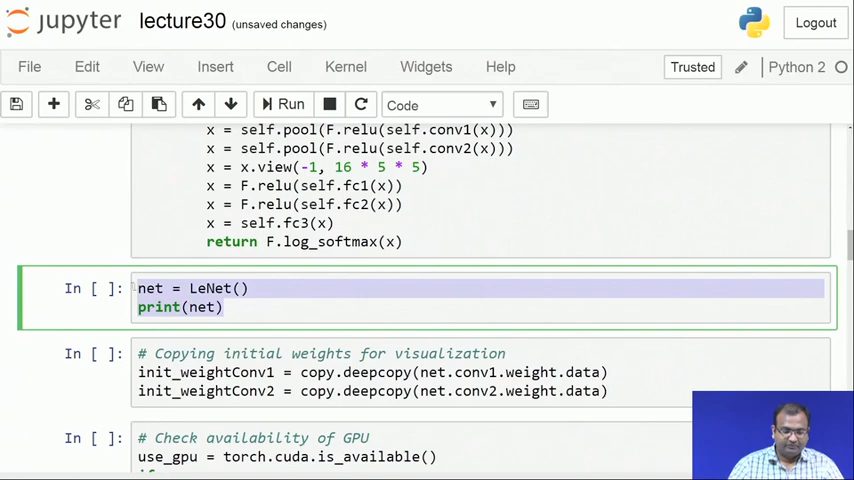 jupyter lecture30 (unsaved changes) Logout
File Edit View Insert Cell Kernel Widgets Help Trusted Python 2
Run Code
x = self.pool(F.relu(self.conv1(x)))
x = self.pool(F.relu(self.conv2(x)))
x = x.view(-1, 16 * 5 * 5)
x = F.relu(self.fc1(x))
x = F.relu(self.fc2(x))
x = self.fc3(x)
return F.log_softmax(x)
In [ ]: net = LeNet()
print(net)
In [ ]: # Copying initial weights for visualization
init_weightConv1 = copy.deepcopy(net.conv1.weight.data)
init_weightConv2 = copy.deepcopy(net.conv2.weight.data)
In [ ]: # Check availability of GPU
use_gpu = torch.cuda.is_available()